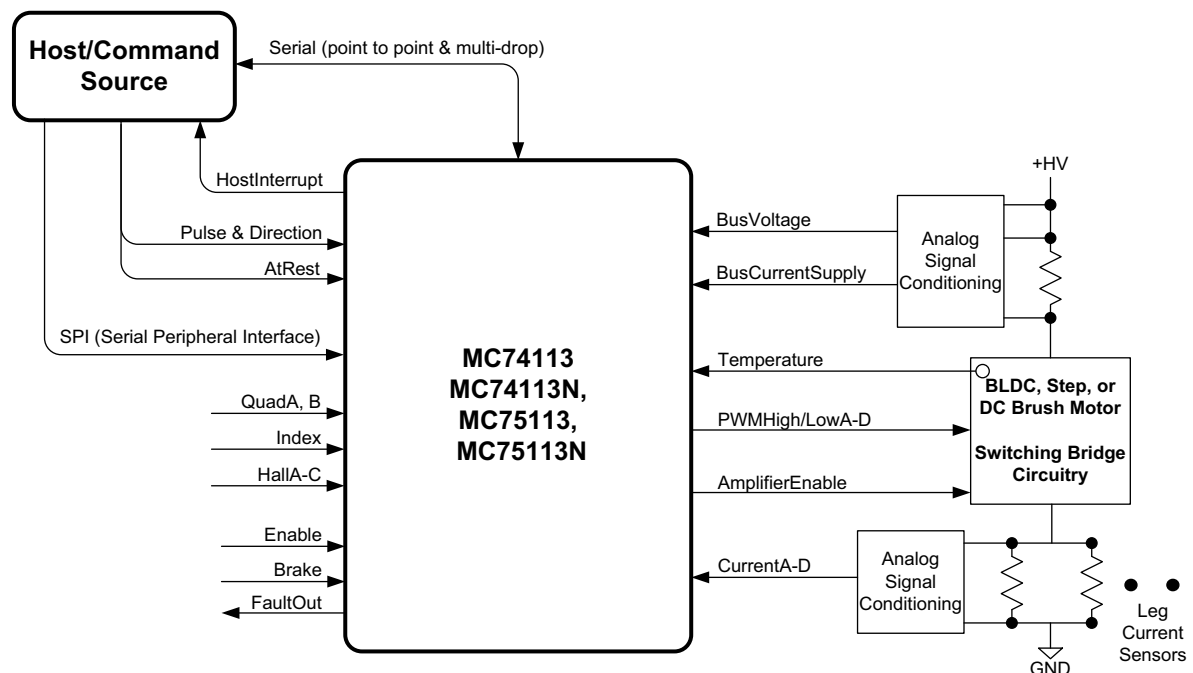 Host/Command
Source
Serial (point to point & multi-drop)
HostInterrupt
Pulse & Direction
AtRest
SPI (Serial Peripheral Interface)
QuadA, B
Index
HallA-C
Enable
Brake
FaultOut
MC74113
MC74113N,
MC75113,
MC75113N
BusVoltage
BusCurrentSupply
Temperature
PWMHigh/LowA-D
AmplifierEnable
CurrentA-D
+HV
Analog
Signal
Conditioning
BLDC, Step, or
DC Brush Motor
Switching Bridge
Circuitry
Analog
Signal
Conditioning
Leg
Current
Sensors
GND